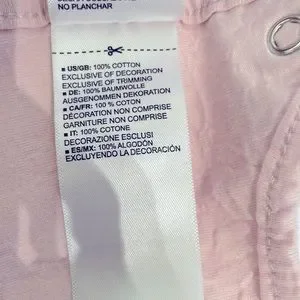 NO PLANCHAR
■ US/GB: 100% COTTON
EXCLUSIVE OF DECORATION
EXCLUSIVE OF TRIMMING
■ DE: 100% BAUMWOLLE
AUSGENOMMEN DEKORATION
■ CA/FR: 100 % COTON
DÉCORATION NON COMPRISE
GARNITURE NON COMPRISE
■ IT: 100% COTONE
DECORAZIONE ESCLUSI
■ ES/MX: 100% ALGODÓN
EXCLUYENDO LA DECORACIÓN